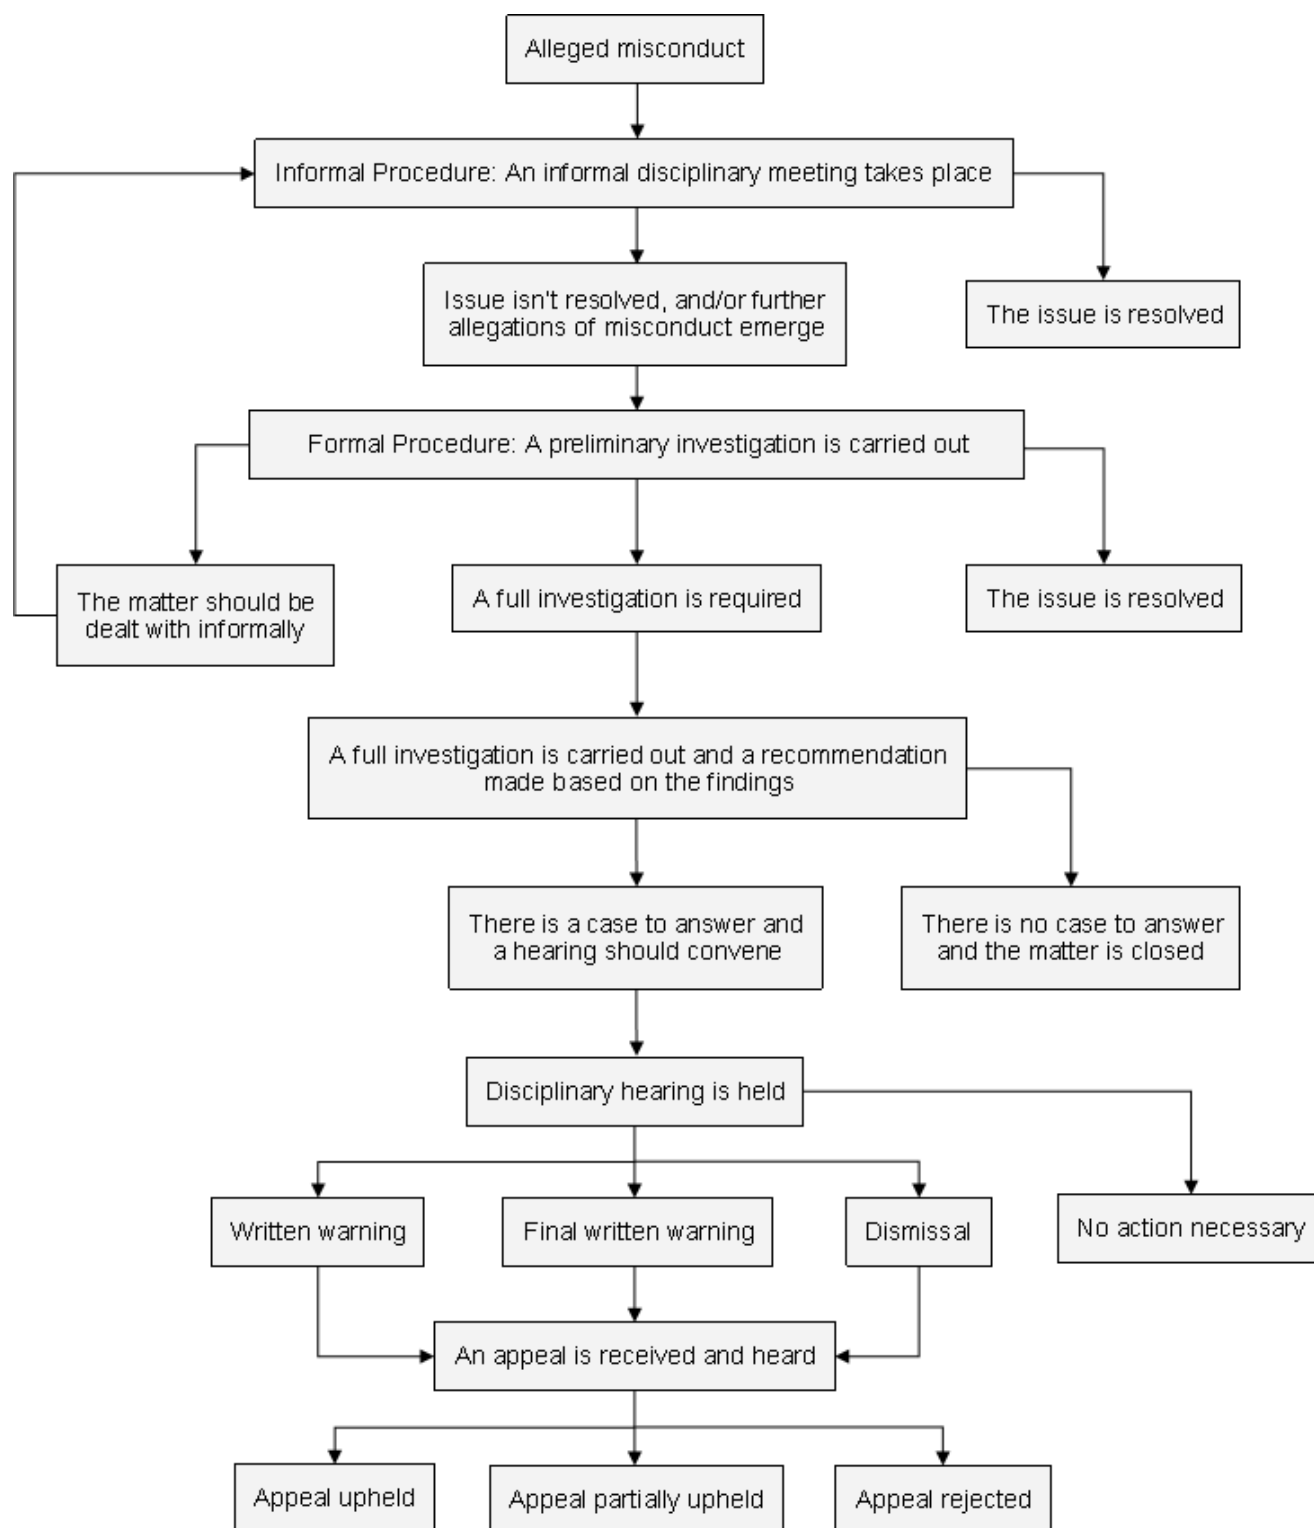 Alleged misconduct
Informal Procedure: An informal disciplinary meeting takes place
Issue isn't resolved, and/or further
allegations of misconduct emerge
The issue is resolved
Formal Procedure: A preliminary investigation is carried out
The matter should be
dealt with informally
A full investigation is required
The issue is resolved
A full investigation is carried out and a recommendation
made based on the findings
There is a case to answer and
a hearing should convene
There is no case to answer
and the matter is closed
Disciplinary hearing is held
Written warning
Final written warning
Dismissal
No action necessary
An appeal is received and heard
Appeal upheld
Appeal partially upheld
Appeal rejected